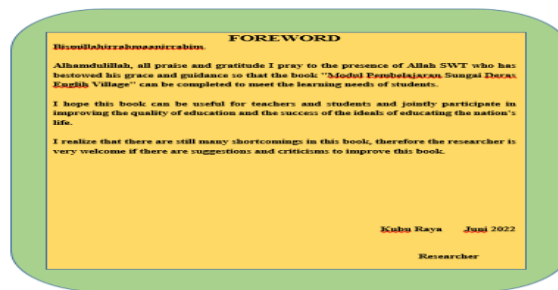 FOREWORD
Bismillahirrahmaanirrahim.
Alhamdulillah, all praise and gratitude I pray to the presence of Allah SWT who has
bestowed his grace and guidance so that the book "Modul Pembelajaran Sungai Deras
Englih Village" can be completed to meet the learning needs of students.
I hope this book can be useful for teachers and students and jointly participate in
improving the quality of education and the success of the ideals of educating the nation's
life.
I realize that there are still many shortcomings in this book, therefore the researcher is
very welcome if there are suggestions and criticisms to improve this book.
Kubu Raya Juni 2022
Researcher